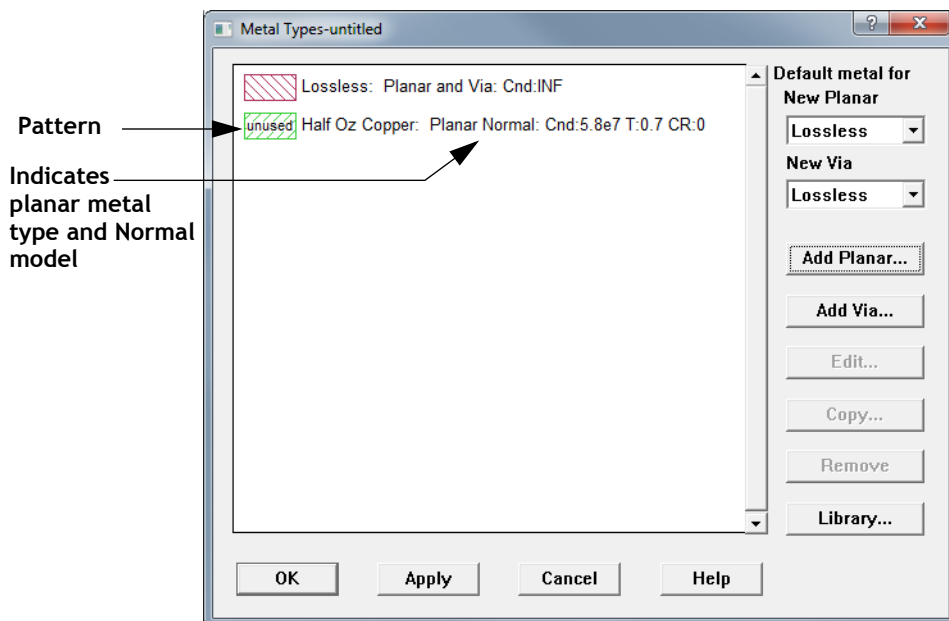 Metal Types-untitled
?
Lossless: Planar and Via: Cnd:INF
unused
Half Oz Copper: Planar Normal: Cnd:5.8e7 T:0.7 CR:0
Pattern
Indicates
planar metal
type and Normal
model
Default metal for
New Planar
Lossless
New Via
Lossless
Add Planar...
Add Via...
Edit...
Copy...
Remove
Library...
OK
Apply
Cancel
Help